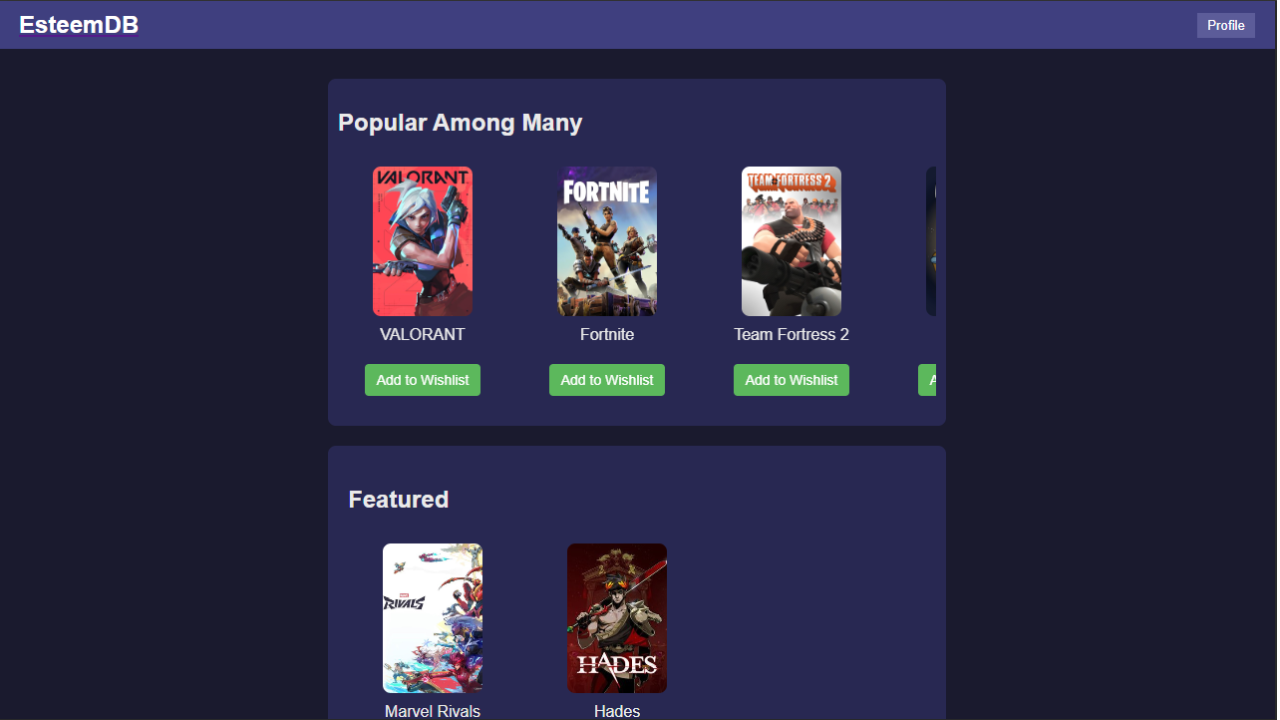 EsteemDB
Profile
Popular Among Many
VALORANT
FORTNITE
TEAM FORTRESS 2
VALORANT
Fortnite
Team Fortress 2
Add to Wishlist
Add to Wishlist
Add to Wishlist
A
Featured
MARVEL
RIVALS
HADES
Marvel Rivals
Hades